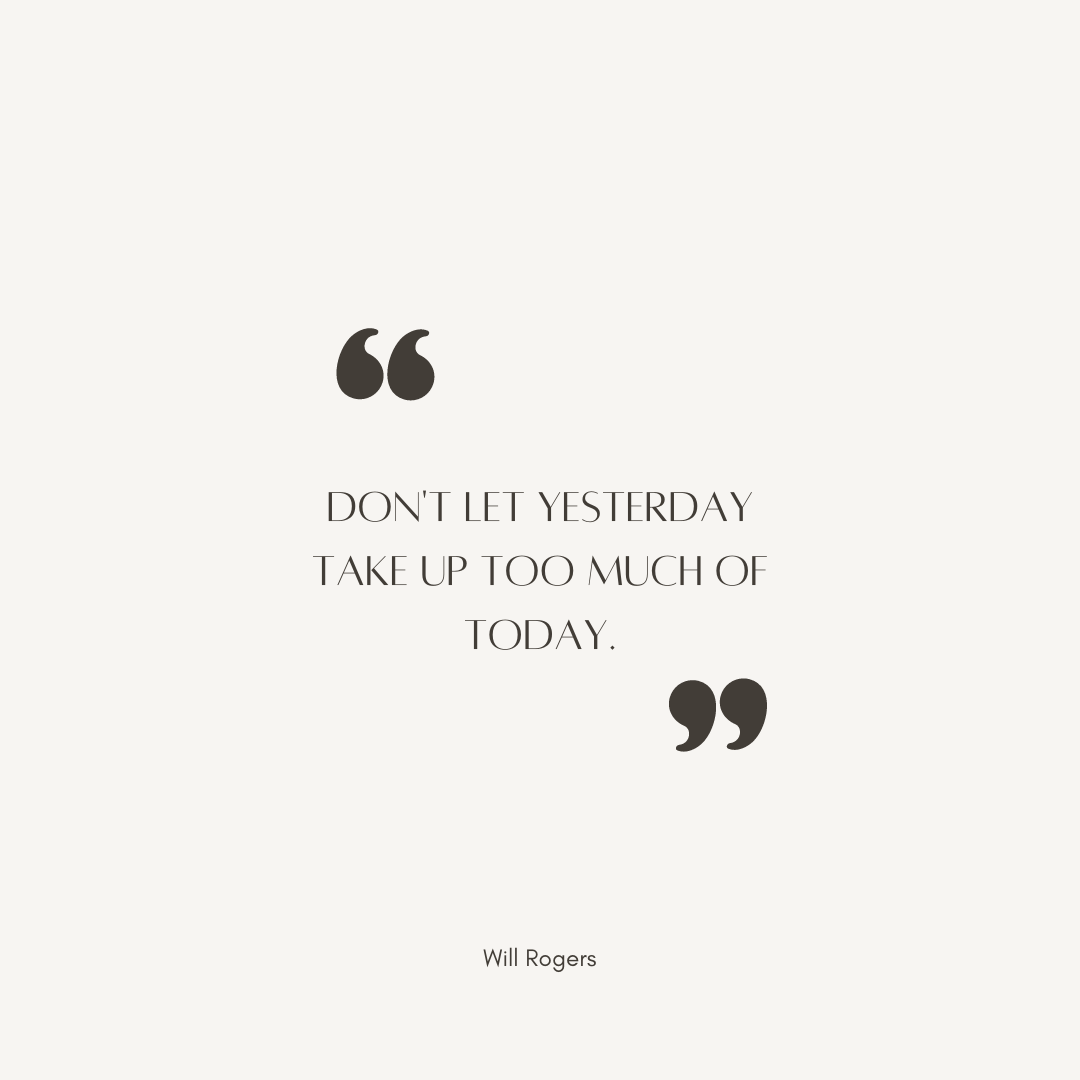 “
DON'T LET YESTERDAY
TAKE UP TOO MUCH OF
TODAY.
”
Will Rogers